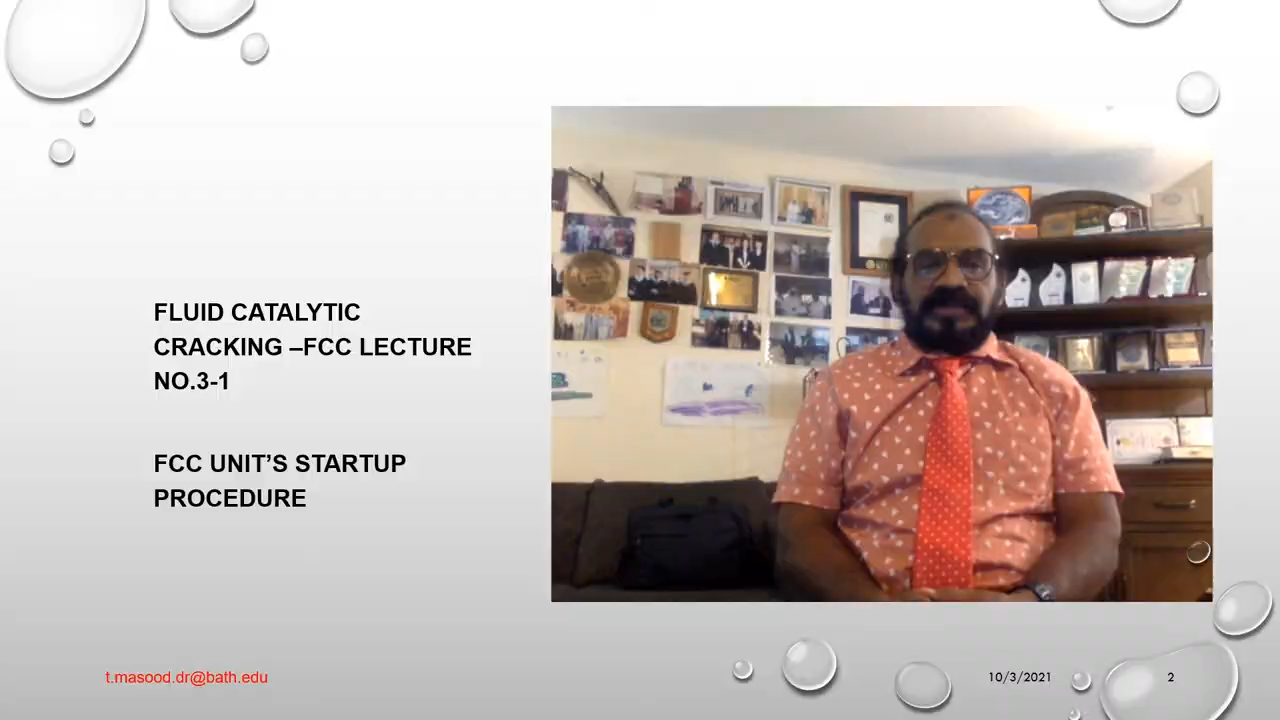 FLUID CATALYTIC
CRACKING –FCC LECTURE
NO.3-1
FCC UNIT’S STARTUP
PROCEDURE
t.masood.dr@bath.edu
10/3/2021
2